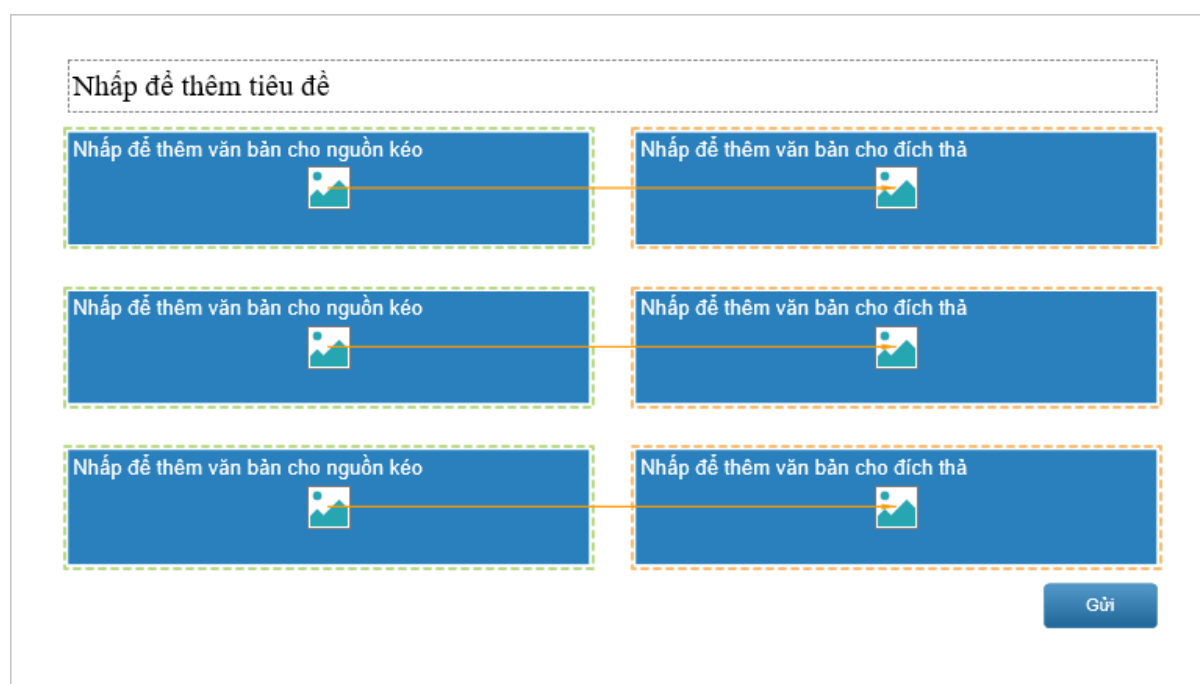 Nhấp để thêm tiêu đề
Nhấp để thêm văn bản cho nguồn kéo
Nhấp để thêm văn bản cho đích thả
Nhấp để thêm văn bản cho nguồn kéo
Nhấp để thêm văn bản cho đích thả
Nhấp để thêm văn bản cho nguồn kéo
Nhấp để thêm văn bản cho đích thả
Gửi